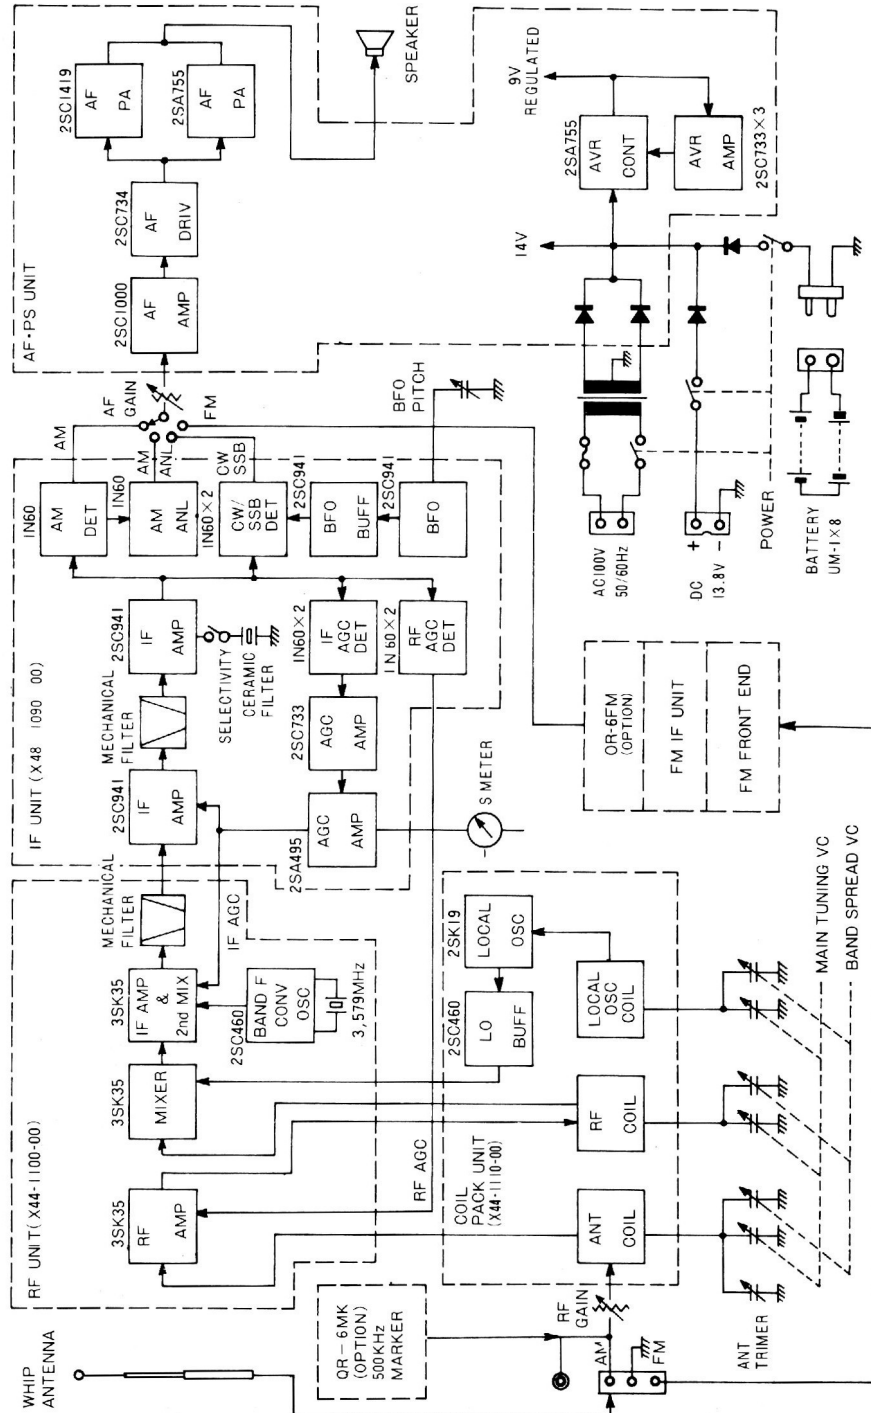 2SC1419
AF
PA
2SA755
AF
PA
SPEAKER
2SC734
AF
DRIV
2SC1000
AF
AMP
AF·PS UNIT
9V
REGULATED
2SA755
AVR
CONT
AVR
AMP
2SC733×3
14V
AF
GAIN
AM
AM
ANL
CW
SSB
FM
BFO
PITCH
1N60
AM
DET
1N60
AM
ANL
1N60×2
CW/
SSB
DET
2SC941
BFO
BUFF
2SC941
BFO
AC100V
50/60Hz
DC
13.8V
+
−
POWER
BATTERY
UM-1×8
IF UNIT (X48 1090 00)
2SC941
IF
AMP
SELECTIVITY
CERAMIC
FILTER
MECHANICAL
FILTER
2SC941
IF
AMP
1N60×2
IF
AGC
DET
1N60×2
RF
AGC
DET
2SC733
AGC
AMP
2SA495
AGC
AMP
S METER
OR-6FM
(OPTION)
FM IF UNIT
FM FRONT END
RF UNIT (X44-1100-00)
MECHANICAL
FILTER
IF AGC
3SK35
IF AMP
&
2nd MIX
2SC460
BAND F
CONV
OSC
3,579MHz
3SK35
MIXER
3SK35
RF
AMP
RF AGC
COIL
PACK UNIT
(X44-1110-00)
2SK19
LOCAL
OSC
2SC460
LO
BUFF
LOCAL
OSC
COIL
RF
COIL
ANT
COIL
MAIN TUNING VC
BAND SPREAD VC
WHIP
ANTENNA
QR-6MK
(OPTION)
500KHz
MARKER
RF
GAIN
AM
FM
ANT
TRIMER